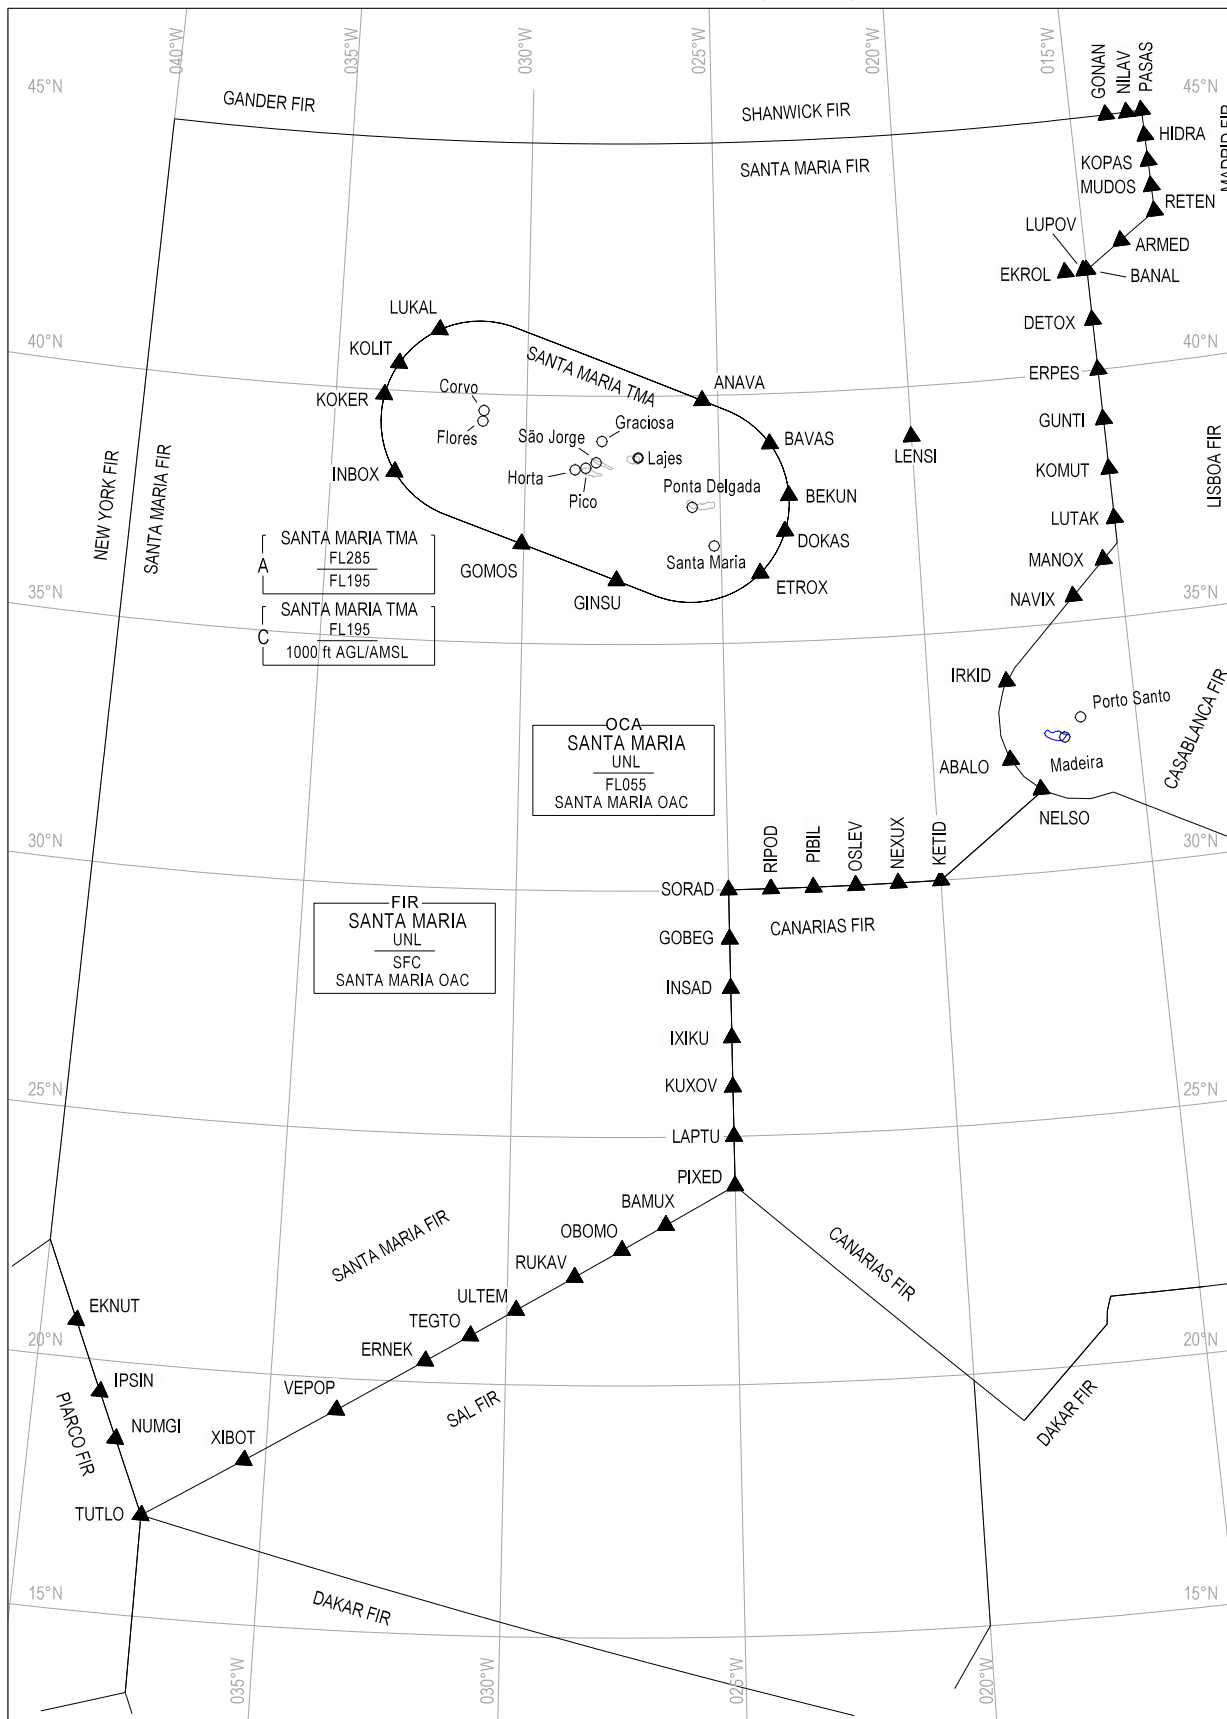 040°W
035°W
030°W
025°W
020°W
015°W
GONAN
NILAV
PASAS
45°N
45°N
GANDER FIR
SHANWICK FIR
SANTA MARIA FIR
MADRID FIR
HIDRA
KOPAS
MUDOS
RETEN
LUPOV
ARMED
EKROL
BANAL
LUKAL
DETOX
40°N
40°N
KOLIT
SANTA MARIA TMA
ERPES
KOKER
Corvo
ANAVA
Flores
São Jorge
Graciosa
BAVAS
GUNTI
LENSI
NEW YORK FIR
SANTA MARIA FIR
INBOX
Horta
Pico
Lajes
KOMUT
LISBOA FIR
Ponta Delgada
BEKUN
LUTAK
SANTA MARIA TMA
A
FL285
FL195
GOMOS
DOKAS
Santa Maria
MANOX
GINSU
ETROX
35°N
35°N
NAVIX
SANTA MARIA TMA
C
FL195
1000 ft AGL/AMSL
IRKID
Porto Santo
CASABLANCA FIR
OCA
SANTA MARIA
UNL
FL055
SANTA MARIA OAC
ABALO
Madeira
NELSO
30°N
30°N
RIPOD
PIBIL
OSLEV
NEXUX
KETID
SORAD
CANARIAS FIR
FIR
SANTA MARIA
UNL
SFC
SANTA MARIA OAC
GOBEG
INSAD
IXIKU
25°N
25°N
KUXOV
LAPTU
PIXED
BAMUX
SANTA MARIA FIR
OBOMO
CANARIAS FIR
RUKAV
ULTEM
EKNUT
TEGTO
20°N
20°N
ERNEK
IPSIN
VEPOP
SAL FIR
DAKAR FIR
PIARCO FIR
NUMGI
XIBOT
TUTLO
15°N
15°N
DAKAR FIR
035°W
030°W
025°W
020°W